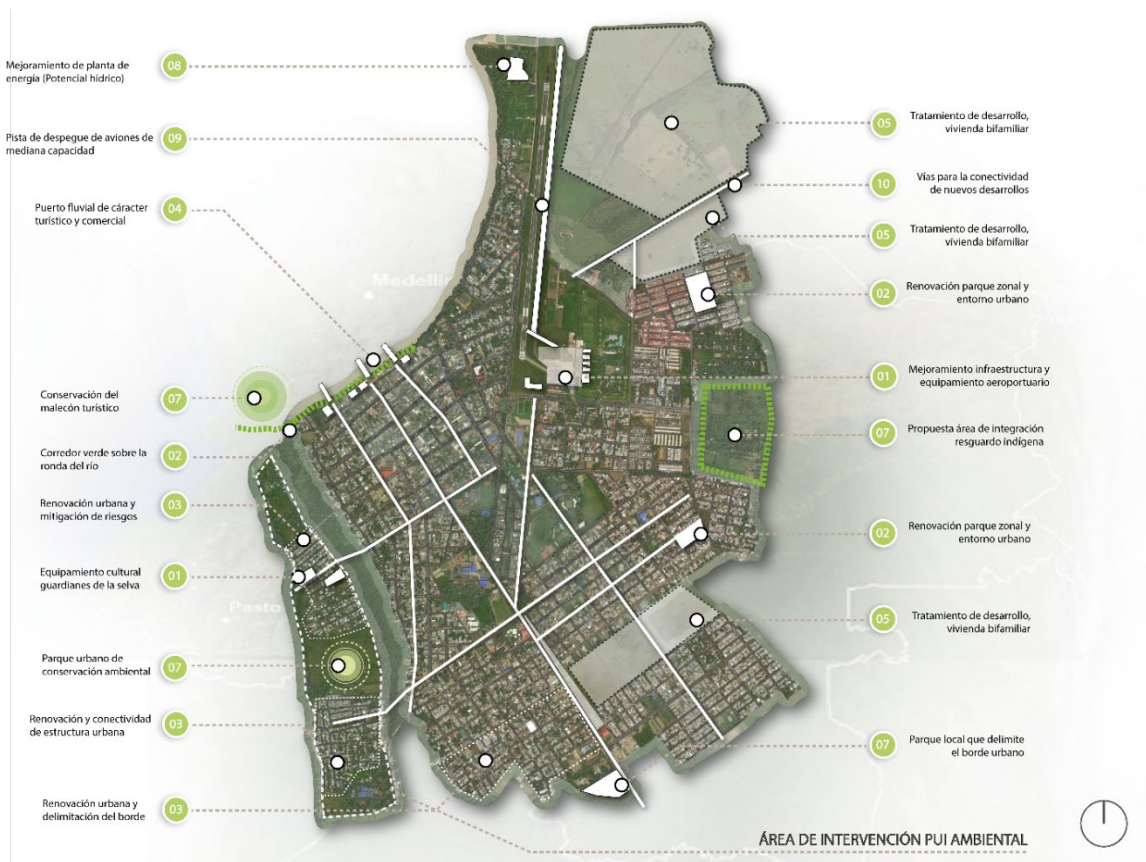 Mejoramiento de planta de
energía (Potencial hídrico)
08
Pista de despegue de aviones de
mediana capacidad
09
Puerto fluvial de cáracter
turístico y comercial
04
Conservación del
malecón turístico
07
Corredor verde sobre la
ronda del río
02
Renovación urbana y
mitigación de riesgos
03
Equipamiento cultural
guardianes de la selva
01
Parque urbano de
conservación ambiental
07
Renovación y conectividad
de estructura urbana
03
Renovación urbana y
delimitación del borde
03
Medellín
Pasto
05
Tratamiento de desarrollo,
vivienda bifamiliar
10
Vías para la conectividad
de nuevos desarrollos
05
Tratamiento de desarrollo,
vivienda bifamiliar
02
Renovación parque zonal y
entorno urbano
01
Mejoramiento infraestructura y
equipamiento aeroportuario
07
Propuesta área de integración
resguardo indígena
02
Renovación parque zonal y
entorno urbano
05
Tratamiento de desarrollo,
vivienda bifamiliar
07
Parque local que delimite
el borde urbano
ÁREA DE INTERVENCIÓN PUI AMBIENTAL